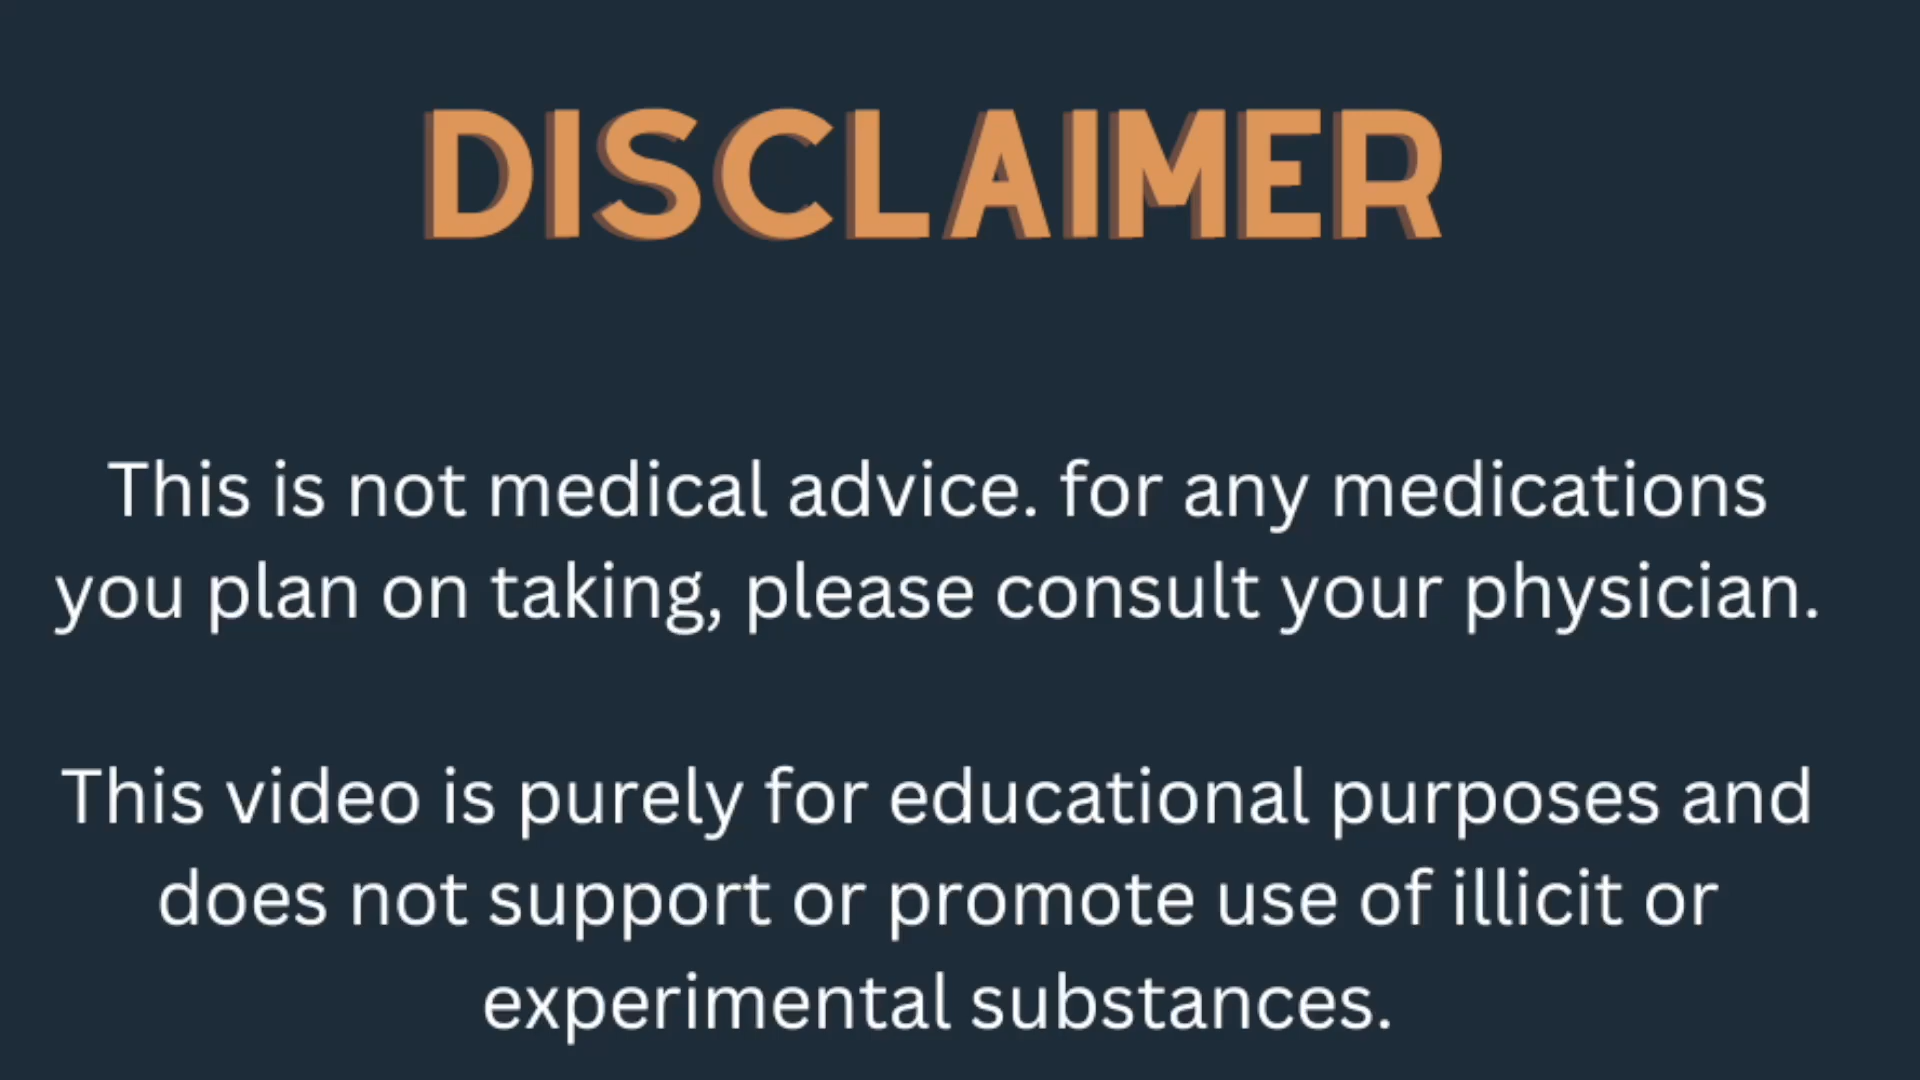 DISCLAIMER
This is not medical advice. for any medications
you plan on taking, please consult your physician.
This video is purely for educational purposes and
does not support or promote use of illicit or
experimental substances.